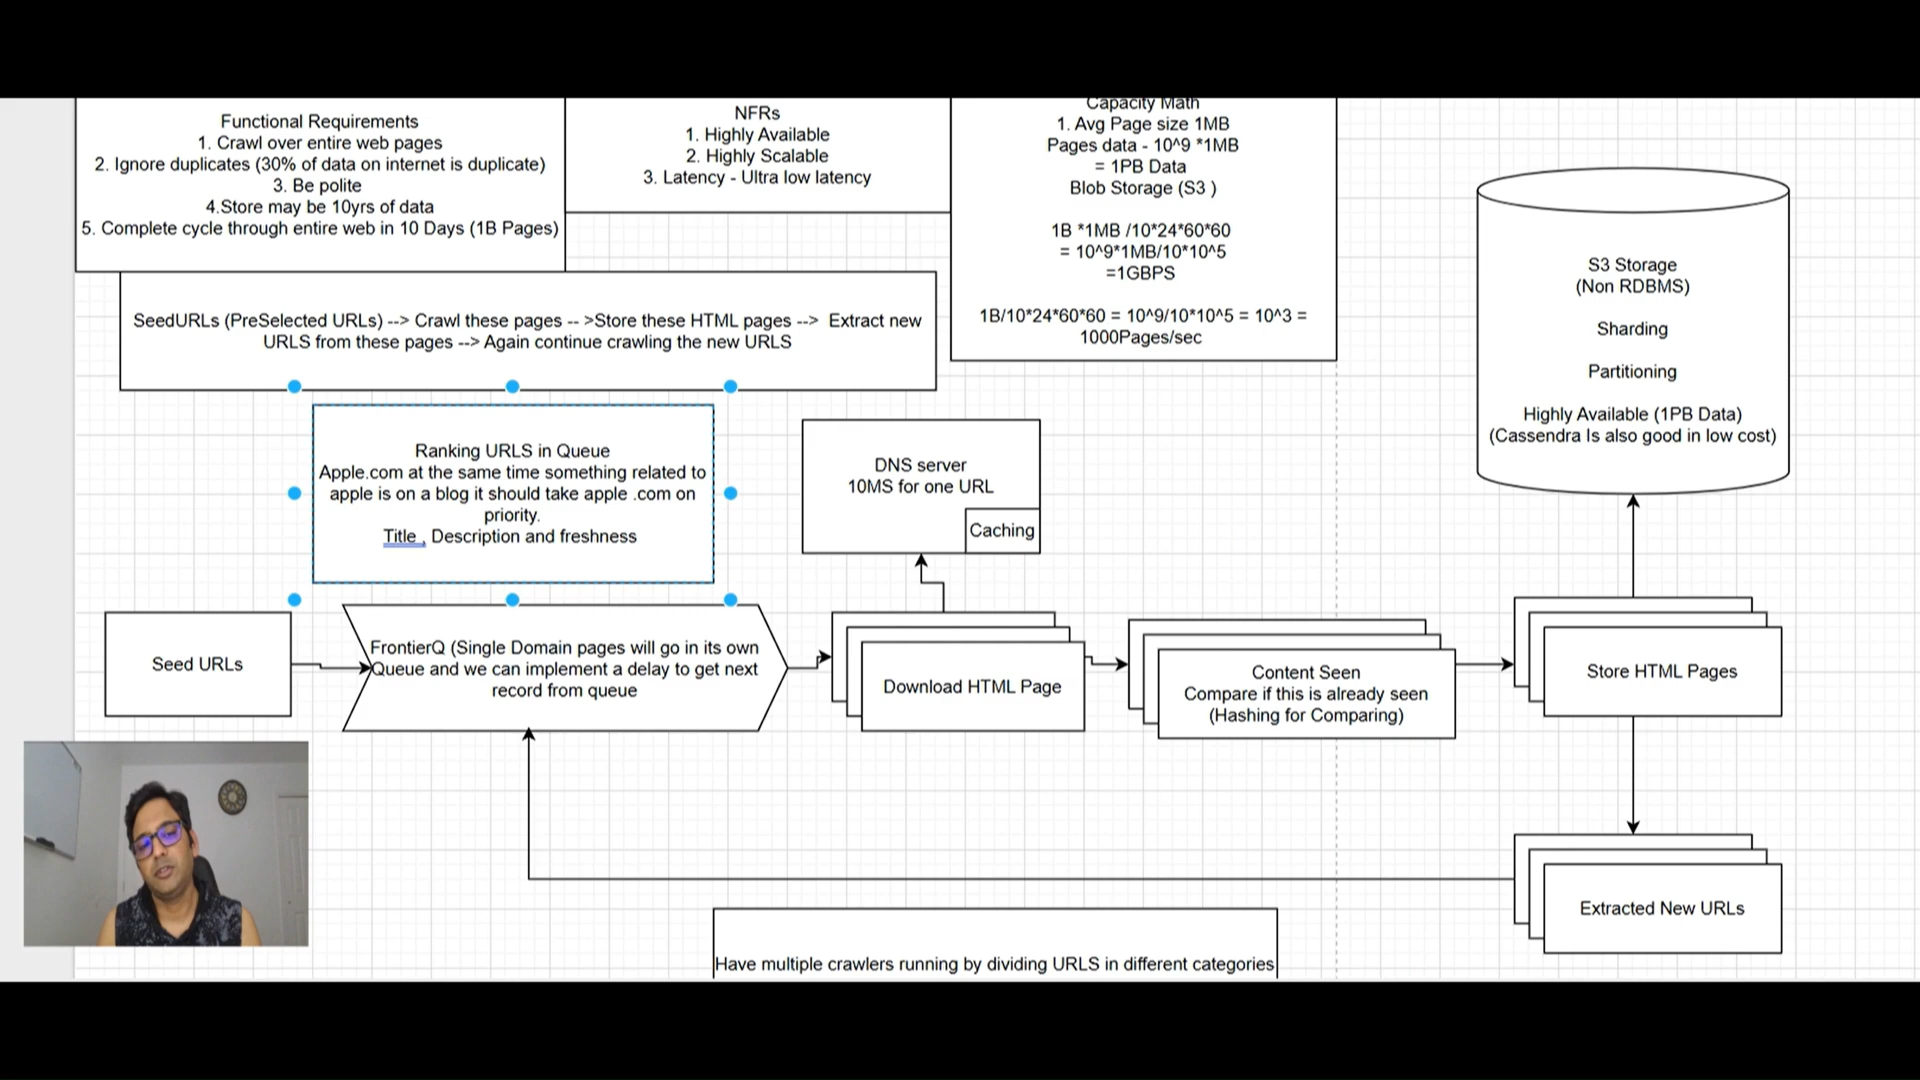 Functional Requirements
1. Crawl over entire web pages
2. Ignore duplicates (30% of data on internet is duplicate)
3. Be polite
4.Store may be 10yrs of data
5. Complete cycle through entire web in 10 Days (1B Pages)
NFRs
1. Highly Available
2. Highly Scalable
3. Latency - Ultra low latency
Capacity Math
1. Avg Page size 1MB
Pages data - 10^9 *1MB
= 1PB Data
Blob Storage (S3 )
1B *1MB /10*24*60*60
= 10^9*1MB/10*10^5
=1GBPS
1B/10*24*60*60 = 10^9/10*10^5 = 10^3 =
1000Pages/sec
SeedURLs (PreSelected URLs) --> Crawl these pages -- >Store these HTML pages --> Extract new
URLS from these pages --> Again continue crawling the new URLS
S3 Storage
(Non RDBMS)
Sharding
Partitioning
Highly Available (1PB Data)
(Cassendra Is also good in low cost)
Ranking URLS in Queue
Apple.com at the same time something related to
apple is on a blog it should take apple .com on
priority.
Title , Description and freshness
DNS server
10MS for one URL
Caching
Seed URLs
FrontierQ (Single Domain pages will go in its own
Queue and we can implement a delay to get next
record from queue
Download HTML Page
Content Seen
Compare if this is already seen
(Hashing for Comparing)
Store HTML Pages
Extracted New URLs
Have multiple crawlers running by dividing URLS in different categories